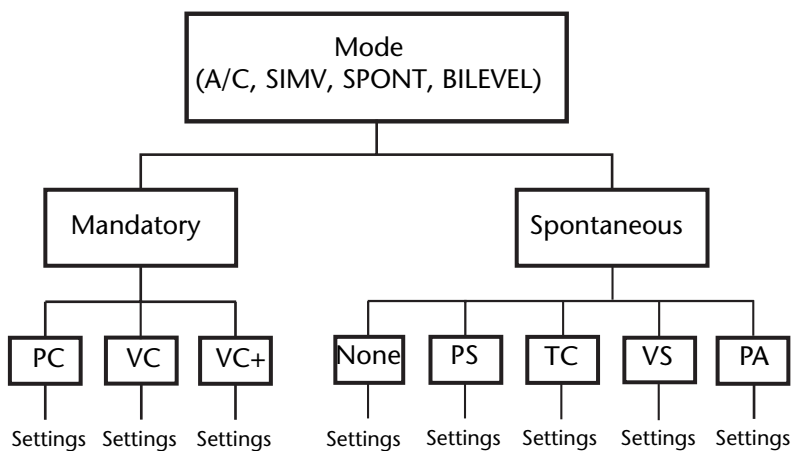 Mode
(A/C, SIMV, SPONT, BILEVEL)
Mandatory
Spontaneous
PC
VC
VC+
None
PS
TC
VS
PA
Settings
Settings
Settings
Settings
Settings
Settings
Settings
Settings